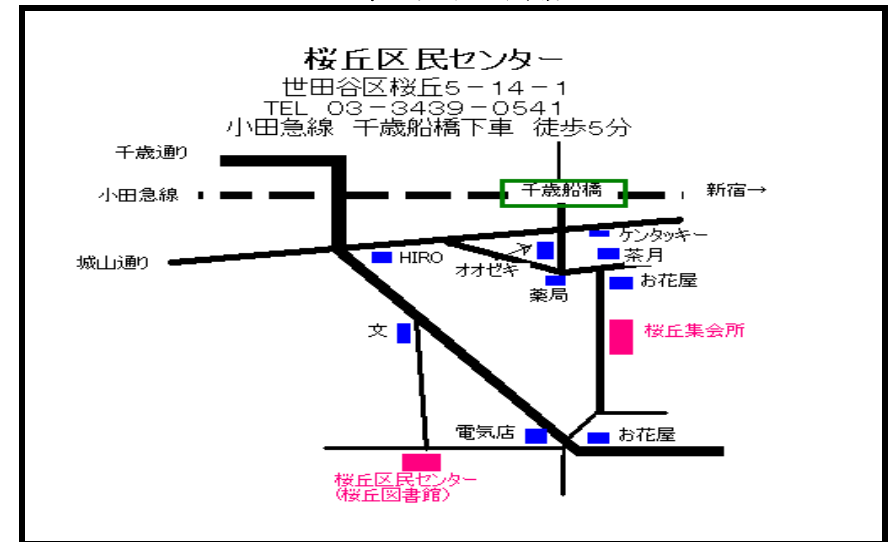 桜丘区民センター
世田谷区桜丘5-14-1
TEL 03-3439-0541
小田急線 千歳船橋下車 徒歩5分
千歳通り
小田急線
千歳船橋
新宿→
城山通り
HIRO
オオゼキ
ケンタッキー
茶月
薬局
お花屋
文
桜丘集会所
電気店
お花屋
桜丘区民センター
(桜丘図書館)